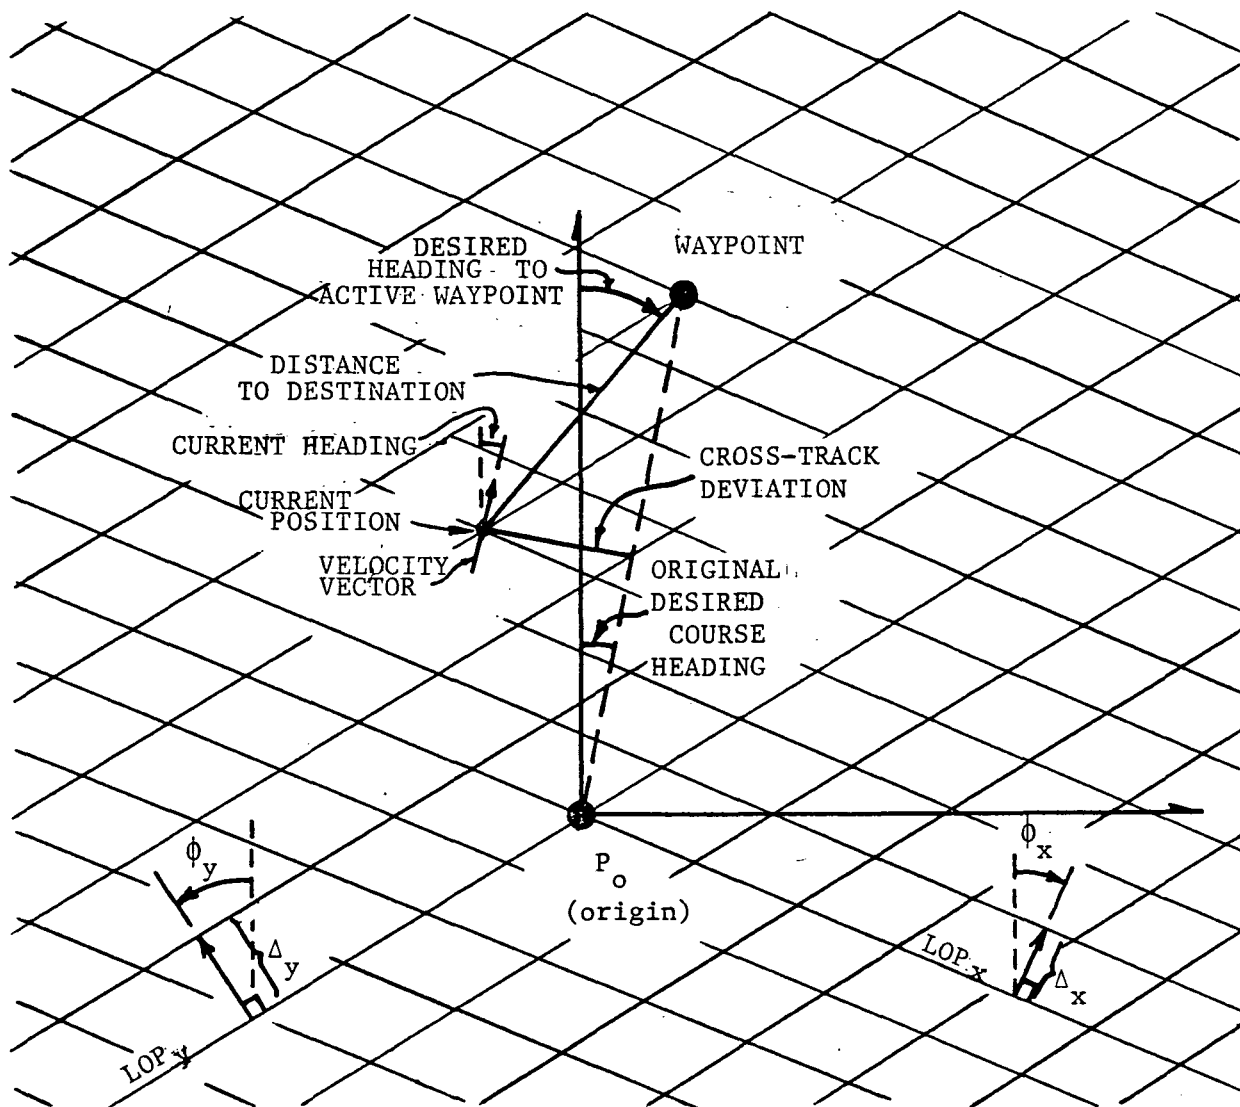 DESIRED
HEADING TO
ACTIVE WAYPOINT
WAYPOINT
DISTANCE
TO DESTINATION
CURRENT HEADING
CROSS-TRACK
DEVIATION
CURRENT
POSITION
VELOCITY
VECTOR
ORIGINAL
DESIRED
COURSE
HEADING
ϕy
ϕx
Po
(origin)
Δy
LOP x
Δx
LOP y